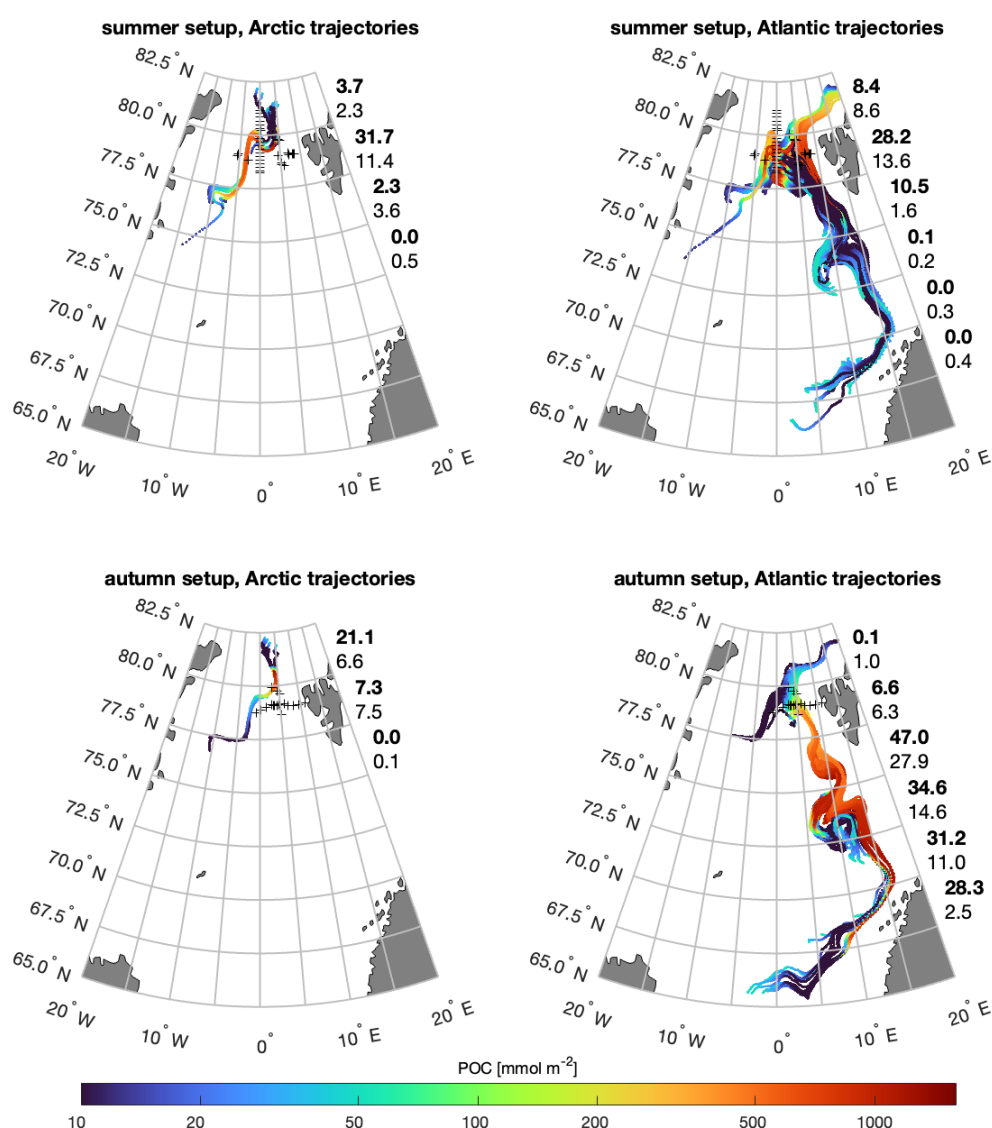 summer setup, Arctic trajectories
82.5°N
80.0°N
77.5°N
75.0°N
72.5°N
70.0°N
67.5°N
65.0°N
20°W
10°W
0°
10°E
20°E
3.7
2.3
31.7
11.4
2.3
3.6
0.0
0.5
summer setup, Atlantic trajectories
82.5°N
80.0°N
77.5°N
75.0°N
72.5°N
70.0°N
67.5°N
65.0°N
20°W
10°W
0°
10°E
20°E
8.4
8.6
28.2
13.6
10.5
1.6
0.1
0.2
0.0
0.3
0.0
0.4
autumn setup, Arctic trajectories
82.5°N
80.0°N
77.5°N
75.0°N
72.5°N
70.0°N
67.5°N
65.0°N
20°W
10°W
0°
10°E
20°E
21.1
6.6
7.3
7.5
0.0
0.1
autumn setup, Atlantic trajectories
82.5°N
80.0°N
77.5°N
75.0°N
72.5°N
70.0°N
67.5°N
65.0°N
20°W
10°W
0°
10°E
20°E
0.1
1.0
6.6
6.3
47.0
27.9
34.6
14.6
31.2
11.0
28.3
2.5
POC [mmol m⁻²]
10 20 50 100 200 500 1000